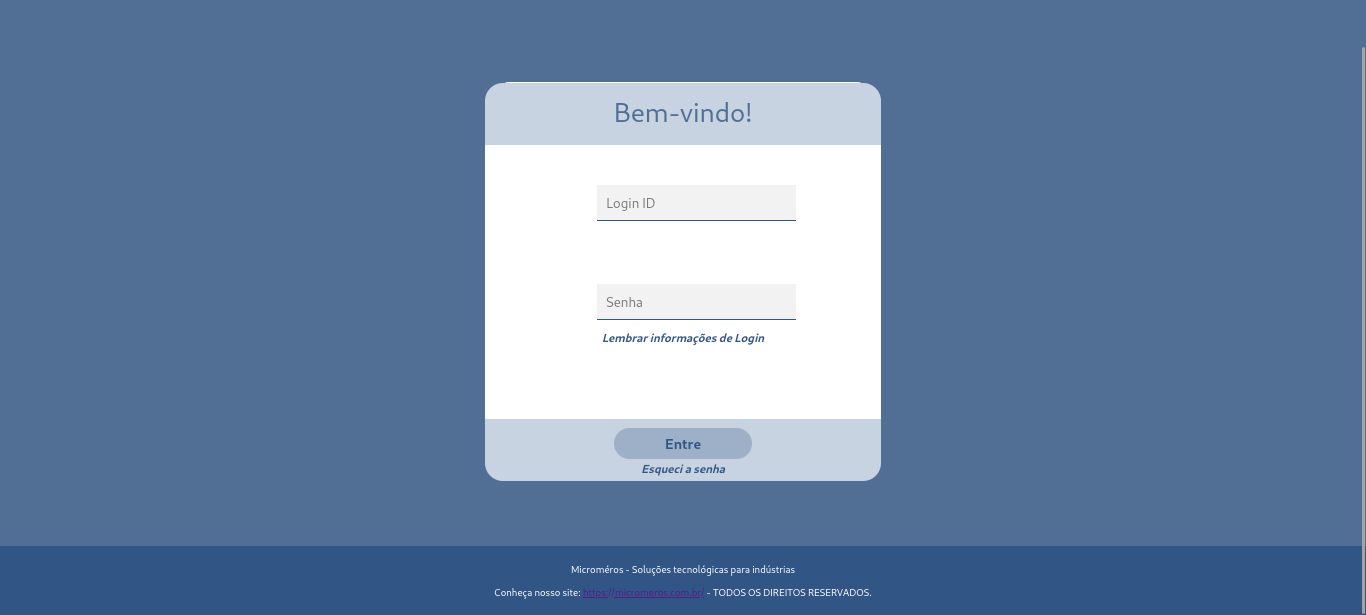 Bem-vindo!
Login ID
Senha
Lembrar informações de Login
Entre
Esqueci a senha
Microméros - Soluções tecnológicas para indústrias
Conheça nosso site: https://micromeros.com.br/ - TODOS OS DIREITOS RESERVADOS.